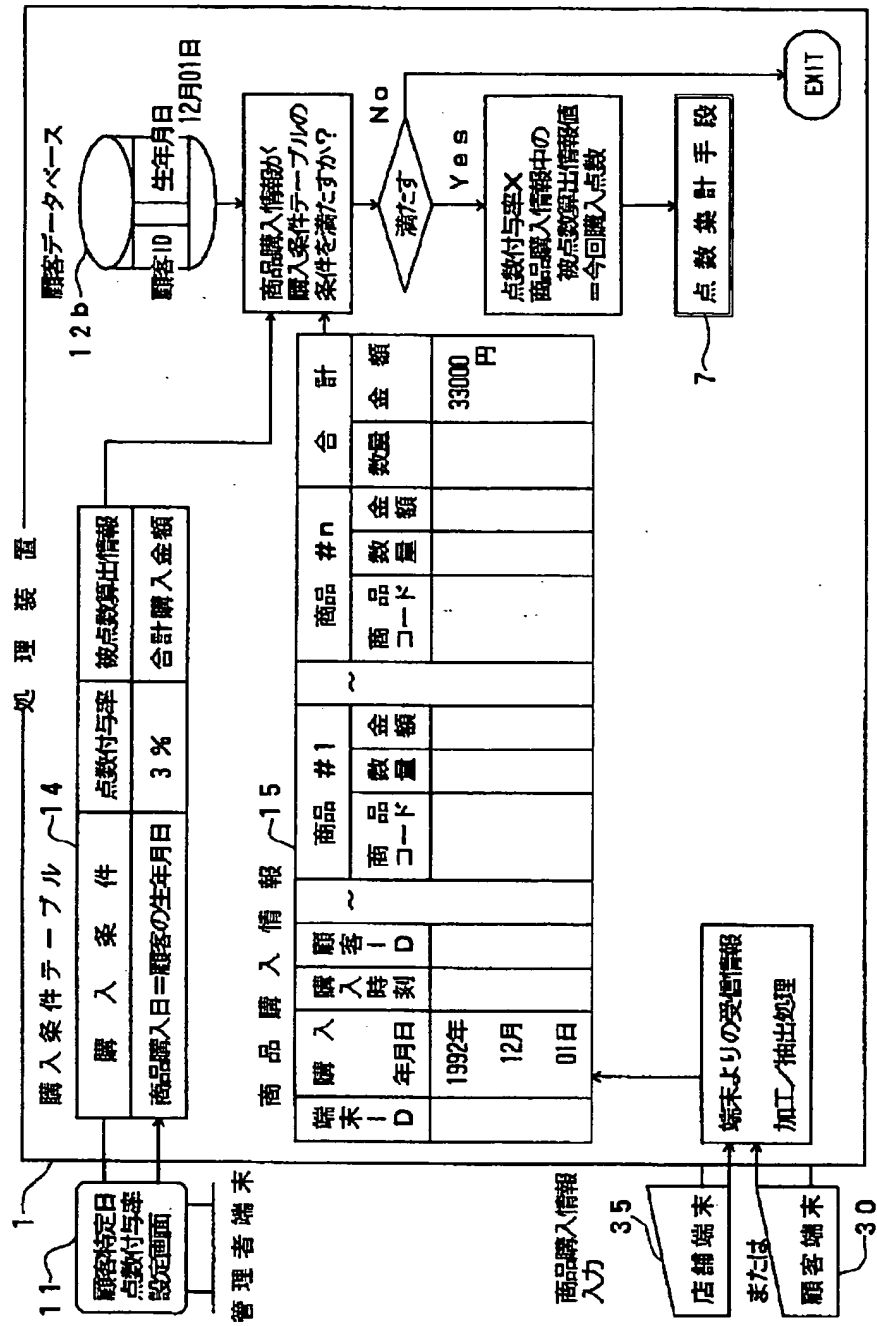 処理装置
1
11
顧客特定日
点数付与率
設定画面
管理者端末
購入条件テーブル
14
購入条件
点数付与率
被点数算出情報
商品購入日=顧客の生年月日
3%
合計購入金額
顧客データベース
12b
顧客ID
生年月日
12月01日
商品購入情報
15
端末ID
購入年月日
購入時刻
顧客ID
~
商品 #1
商品コード
数量
金額
~
商品 #n
商品コード
数量
金額
合計
数量
金額
1992年
12月
01日
33000
円
商品購入情報が
購入条件テーブルの
条件を満たすか?
満たす
No
Yes
点数付与率×
商品購入情報中の
被点数算出情報値
=今回購入点数
点数集計手段
7
EXIT
商品購入情報
入力
35
店舗端末
または
顧客端末
30
端末よりの受信情報
加工/抽出処理